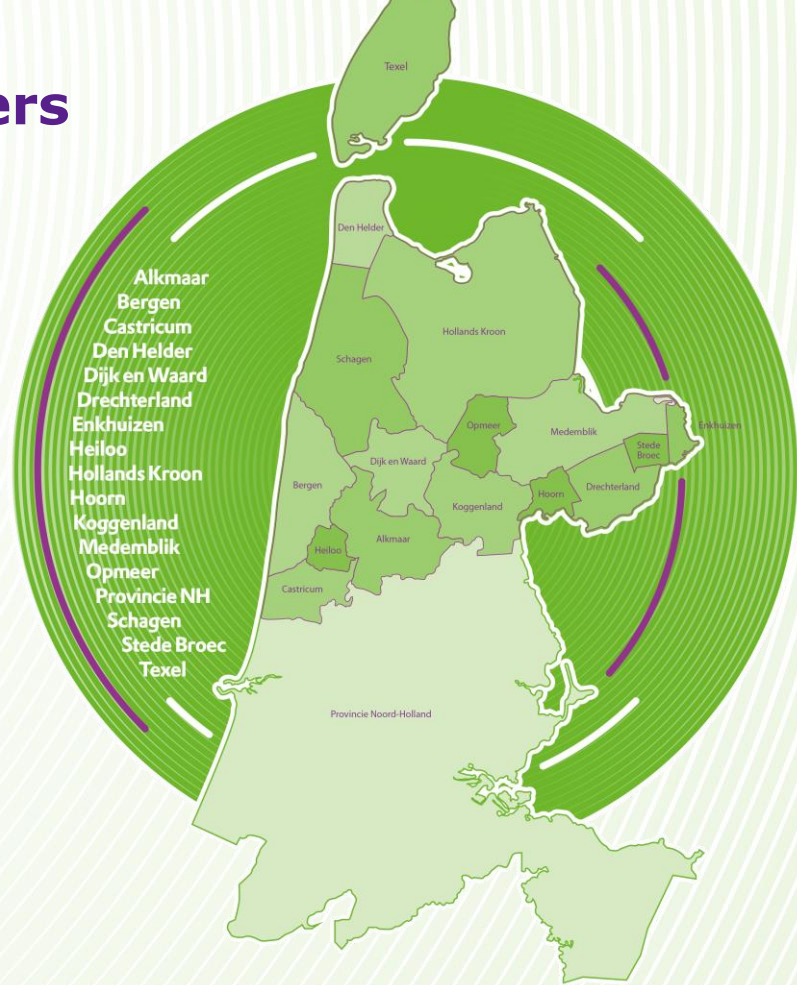 ers
Alkmaar
Bergen
Castricum
Den Helder
Dijk en Waard
Drechterland
Enkhuizen
Heiloo
Hollands Kroon
Hoorn
Koggenland
Medemblik
Opmeer
Provincie NH
Schagen
Stede Broec
Texel
Texel
Den Helder
Hollands Kroon
Schagen
Opmeer
Medemblik
Enkhuizen
Stede
Broec
Dijk en Waard
Bergen
Drechterland
Hoorn
Koggenland
Alkmaar
Heiloo
Castricum
Provincie Noord-Holland